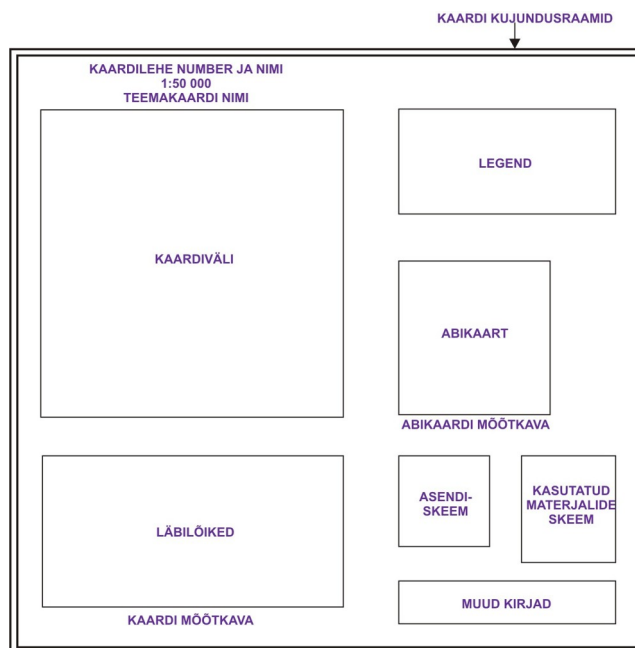 KAARDI KUJUNDUSRAAMID
KAARDILEHE NUMBER JA NIMI
1:50 000
TEEMAKAARDI NIMI
KAARDIVÄLI
LÄBILÕIKED
KAARDI MÕÕTKAVA
LEGEND
ABIKAART
ABIKAARDI MÕÕTKAVA
ASENDI-
SKEEM
KASUTATUD
MATERJALIDE
SKEEM
MUUD KIRJAD